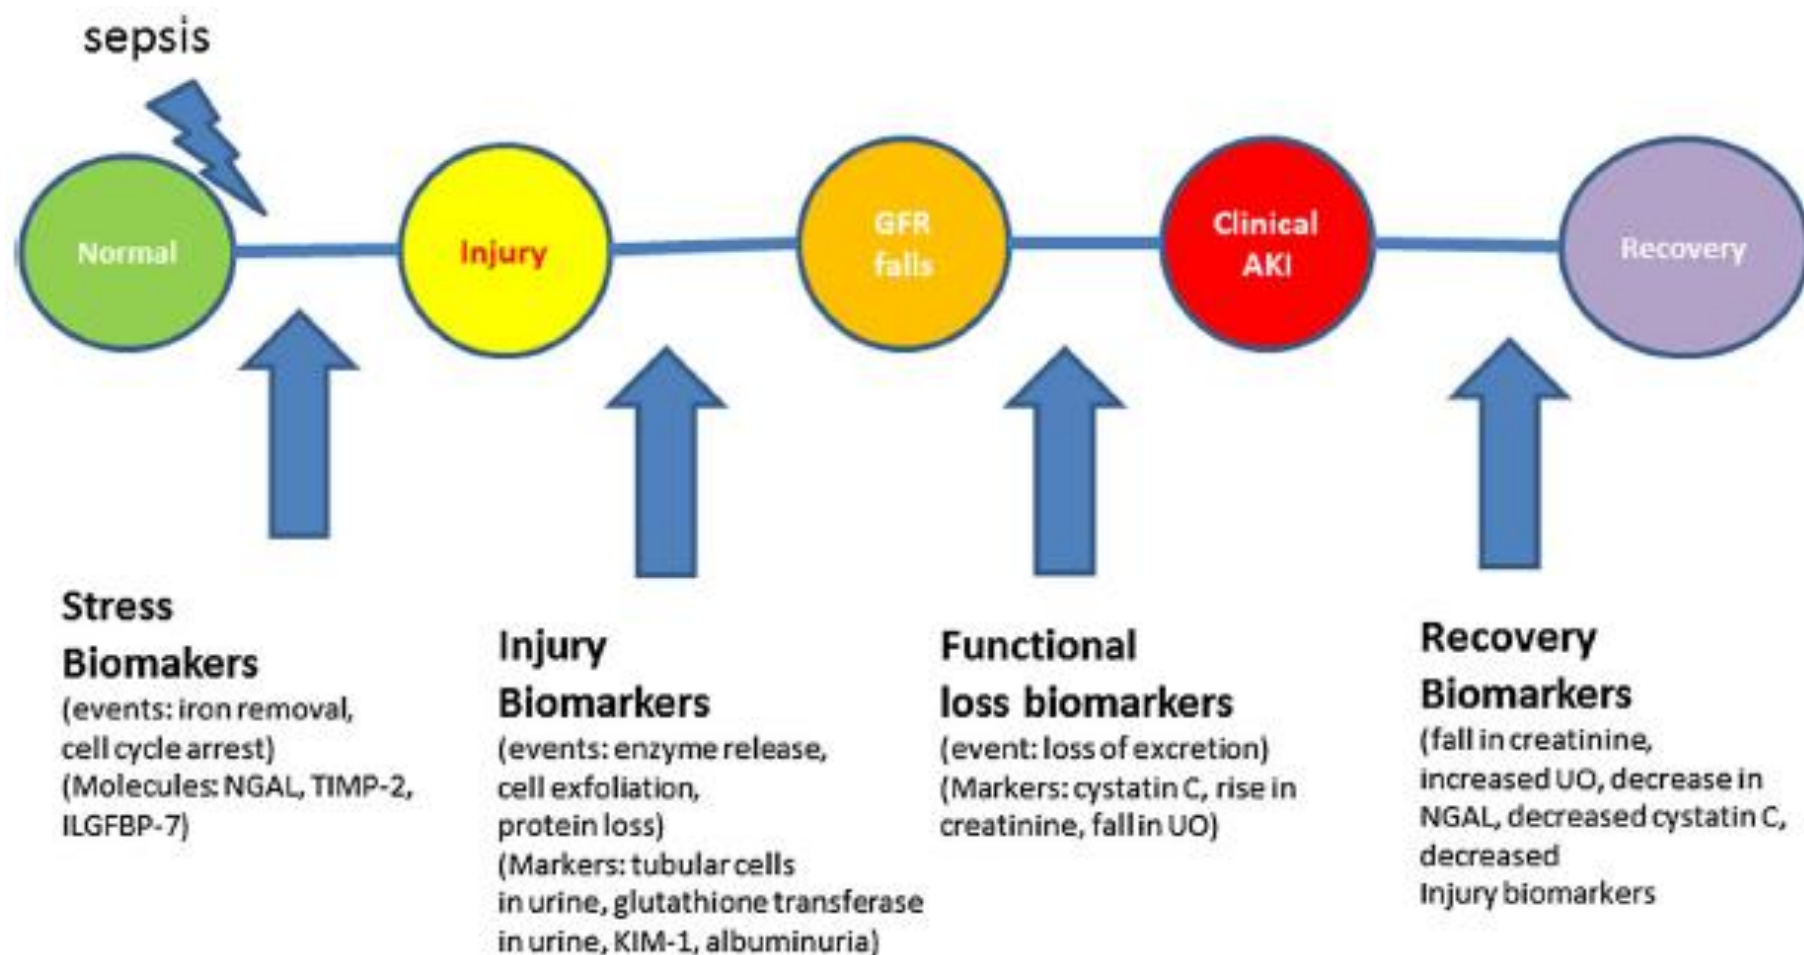 sepsis
Normal
Injury
GFR
falls
Clinical
AKI
Recovery
Stress
Biomakers
(events: iron removal,
cell cycle arrest)
(Molecules: NGAL, TIMP-2,
ILGFBP-7)
Injury
Biomarkers
(events: enzyme release,
cell exfoliation,
protein loss)
(Markers: tubular cells
in urine, glutathione transferase
in urine, KIM-1, albuminuria)
Functional
loss biomarkers
(event: loss of excretion)
(Markers: cystatin C, rise in
creatinine, fall in UO)
Recovery
Biomarkers
(fall in creatinine,
increased UO, decrease in
NGAL, decreased cystatin C,
decreased
Injury biomarkers